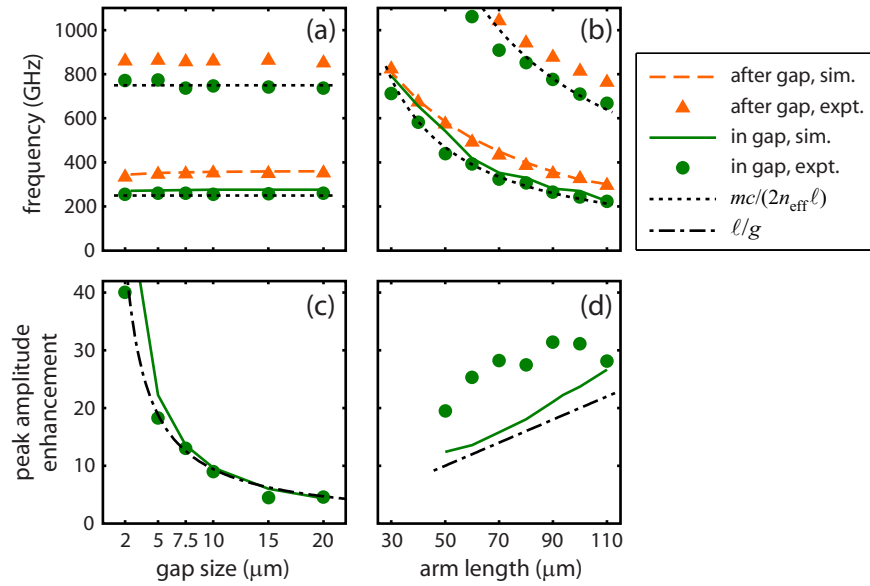 (a)
(b)
1000
800
600
400
200
0
frequency (GHz)
after gap, sim.
after gap, expt.
in gap, sim.
in gap, expt.
mc/(2n_eff ℓ)
ℓ/g
(c)
(d)
40
30
20
10
0
peak amplitude
enhancement
2 5 7.5 10 15 20
30 50 70 90 110
gap size (μm)
arm length (μm)